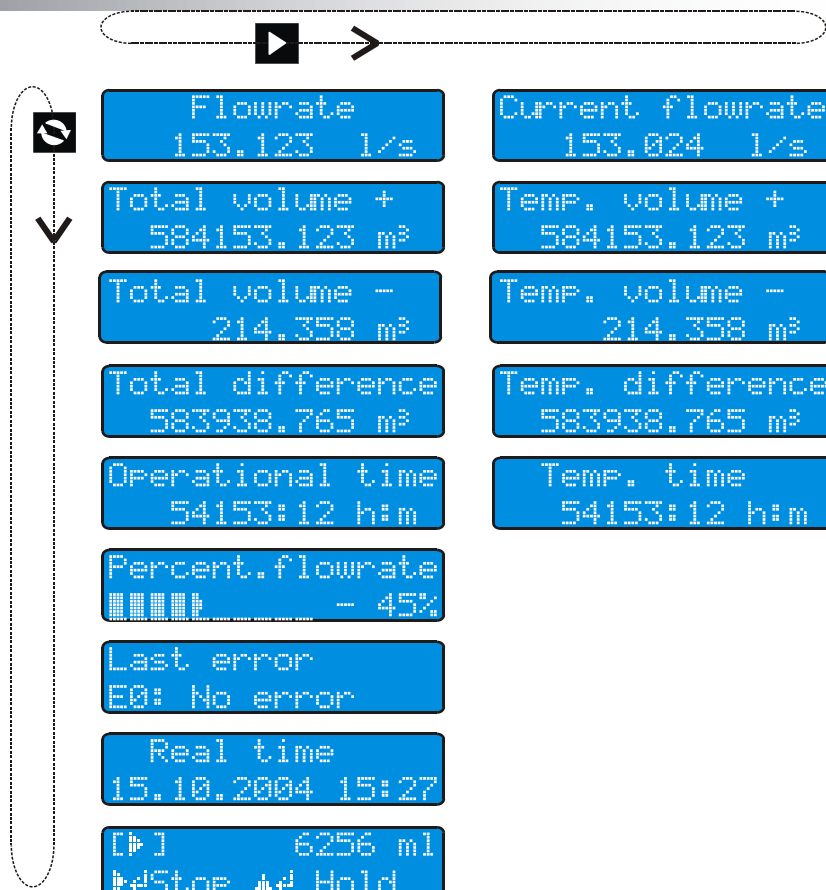 Flowrate
153.123 l/s
Current flowrate
153.024 l/s
Total volume +
584153.123 m³
Temp. volume +
584153.123 m³
Total volume -
214.358 m³
Temp. volume -
214.358 m³
Total difference
583938.765 m³
Temp. difference
583938.765 m³
Operational time
54153:12 h:m
Temp. time
54153:12 h:m
Percent.flowrate
- 45%
Last error
E0: No error
Real time
15.10.2004 15:27
[▶] 6256 ml
Stop Hold